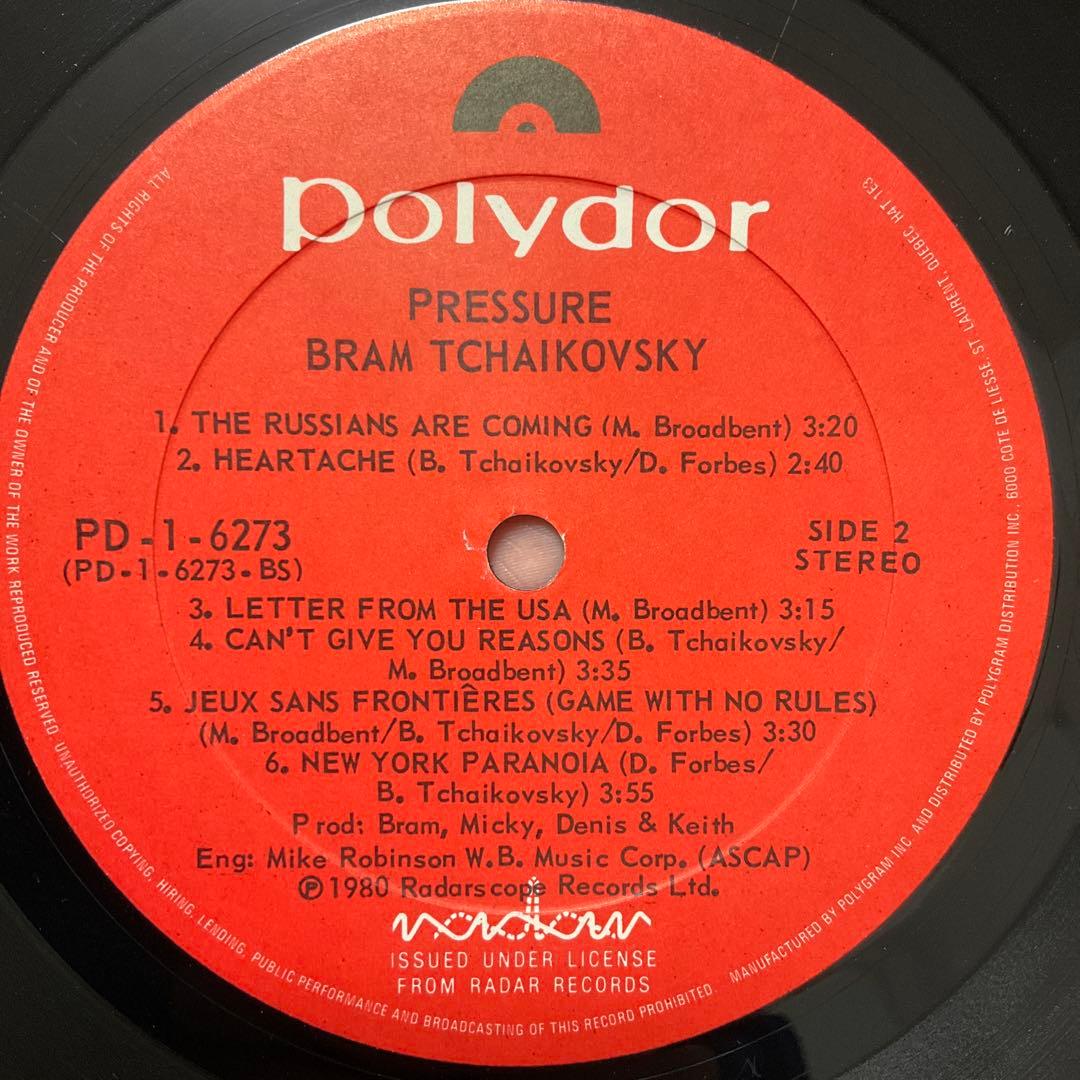 polydor
PRESSURE
BRAM TCHAIKOVSKY
1. THE RUSSIANS ARE COMING (M. Broadbent) 3:20
2. HEARTACHE (B. Tchaikovsky/D. Forbes) 2:40
PD-1-6273
(PD-1-6273-BS)
SIDE 2
STEREO
3. LETTER FROM THE USA (M. Broadbent) 3:15
4. CAN'T GIVE YOU REASONS (B. Tchaikovsky/
M. Broadbent) 3:35
5. JEUX SANS FRONTIÊRES (GAME WITH NO RULES)
(M. Broadbent/B. Tchaikovsky/D. Forbes) 3:30
6. NEW YORK PARANOIA (D. Forbes/
B. Tchaikovsky) 3:55
Prod: Bram, Micky, Denis & Keith
Eng: Mike Robinson W.B. Music Corp. (ASCAP)
℗ 1980 Radarscope Records Ltd.
radar
ISSUED UNDER LICENSE
FROM RADAR RECORDS
ALL RIGHTS OF THE PRODUCER AND OF THE OWNER OF THE WORK REPRODUCED RESERVED. UNAUTHORIZED COPYING, HIRING, LENDING, PUBLIC PERFORMANCE AND BROADCASTING OF THIS RECORD PROHIBITED.
MANUFACTURED BY POLYGRAM INC. AND DISTRIBUTED BY POLYGRAM DISTRIBUTION INC., 6000 COTE DE LIESSE, ST. LAURENT, QUEBEC, H4T 1E3